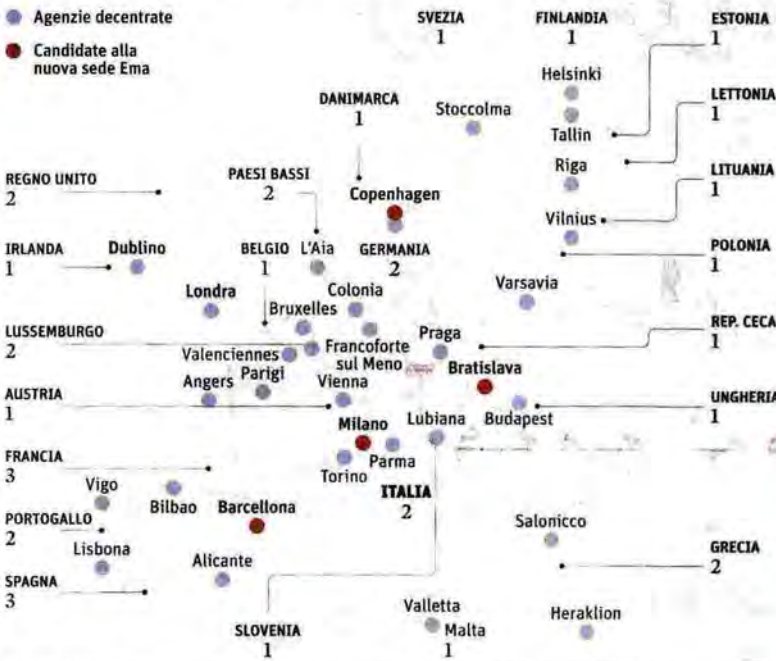 Agenzie decentrate
Candidate alla
nuova sede Ema
SVEZIA
1
FINLANDIA
1
ESTONIA
1
Helsinki
Tallin
LETTONIA
1
DANIMARCA
1
Stoccolma
Riga
LITUANIA
1
REGNO UNITO
2
PAESI BASSI
2
Copenhagen
Vilnius
POLONIA
1
IRLANDA
1
Dublino
BELGIO
1
L'Aia
GERMANIA
2
Varsavia
Londra
Colonia
Bruxelles
REP. CECA
1
LUSSEMBURGO
2
Valenciennes
Francoforte
sul Meno
Praga
Bratislava
Angers
Parigi
Vienna
AUSTRIA
1
Budapest
UNGHERIA
1
Milano
Lubiana
Torino
Parma
FRANCIA
3
ITALIA
2
Vigo
Bilbao
Barcellona
PORTOGALLO
2
Salonicco
Lisbona
Alicante
GRECIA
2
SPAGNA
3
Valletta
Malta
1
Heraklion
SLOVENIA
1